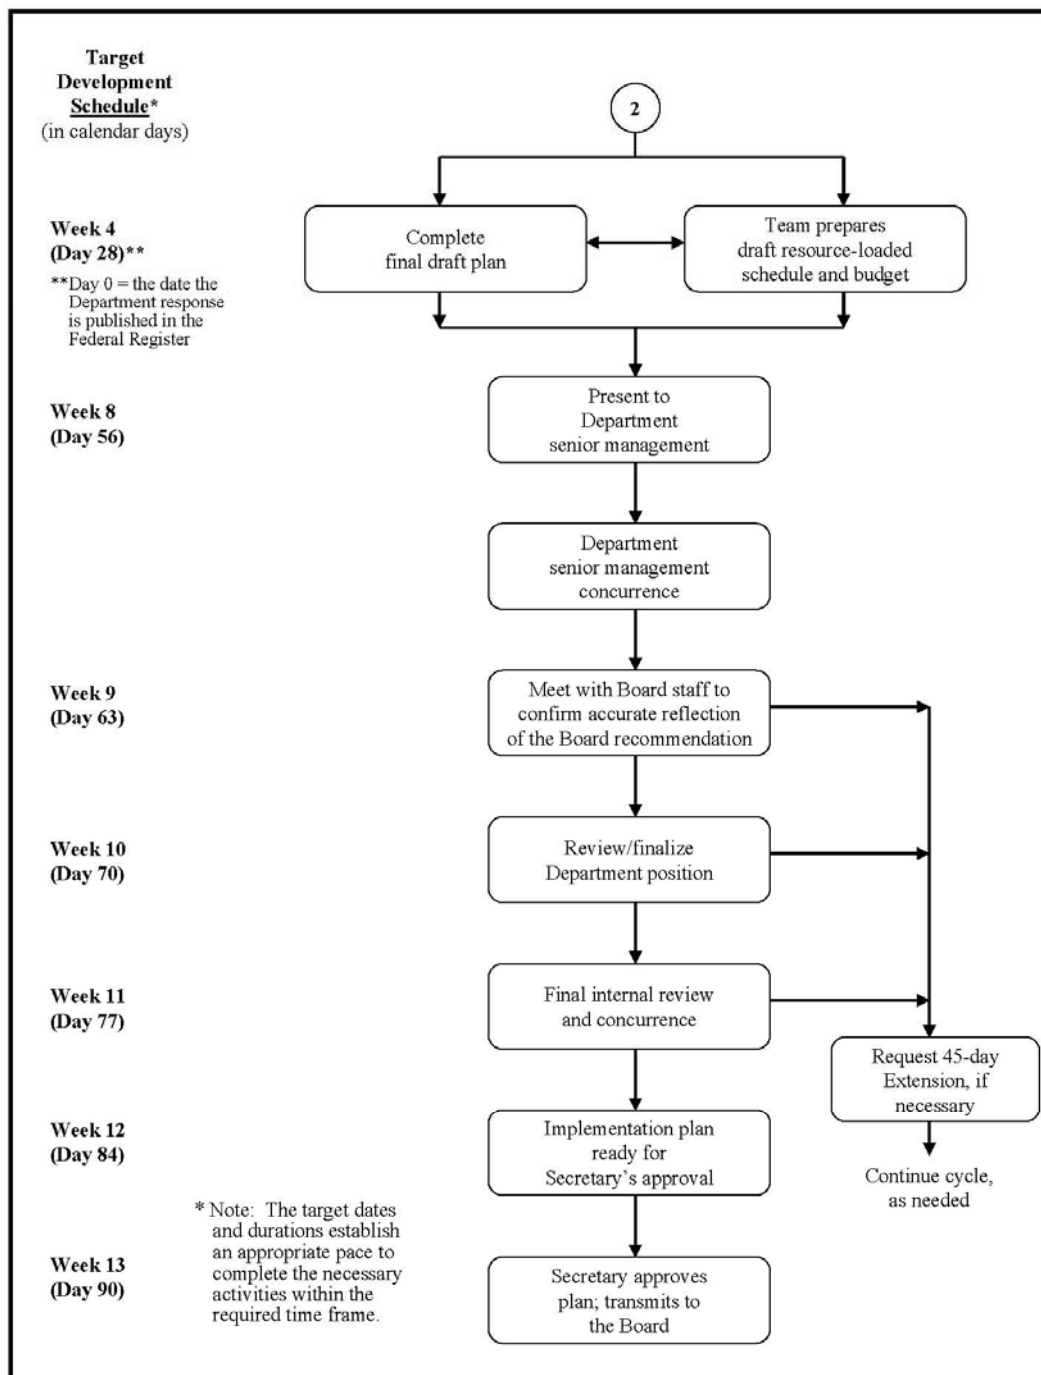 Target
Development
Schedule*
(in calendar days)
2
Week 4
(Day 28)**
**Day 0 = the date the
Department response
is published in the
Federal Register
Complete
final draft plan
Team prepares
draft resource-loaded
schedule and budget
Week 8
(Day 56)
Present to
Department
senior management
Department
senior management
concurrence
Week 9
(Day 63)
Meet with Board staff to
confirm accurate reflection
of the Board recommendation
Week 10
(Day 70)
Review/finalize
Department position
Week 11
(Day 77)
Final internal review
and concurrence
Request 45-day
Extension, if
necessary
Continue cycle,
as needed
Week 12
(Day 84)
Implementation plan
ready for
Secretary’s approval
* Note: The target dates
and durations establish
an appropriate pace to
complete the necessary
activities within the
required time frame.
Week 13
(Day 90)
Secretary approves
plan; transmits to
the Board